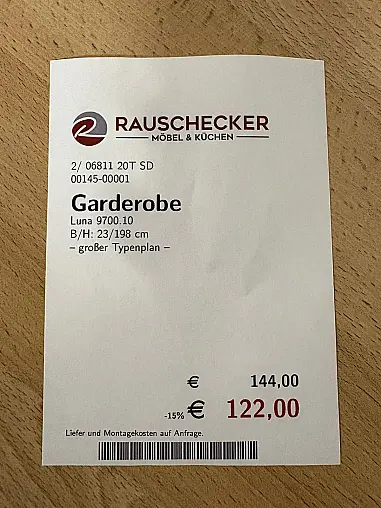 RAUSCHECKER
MÖBEL & KÜCHEN
2/ 06811 20T SD
00145-00001
Garderobe
Luna 9700.10
B/H: 23/198 cm
– großer Typenplan –
€ 144,00
-15% € 122,00
Liefer und Montagekosten auf Anfrage.